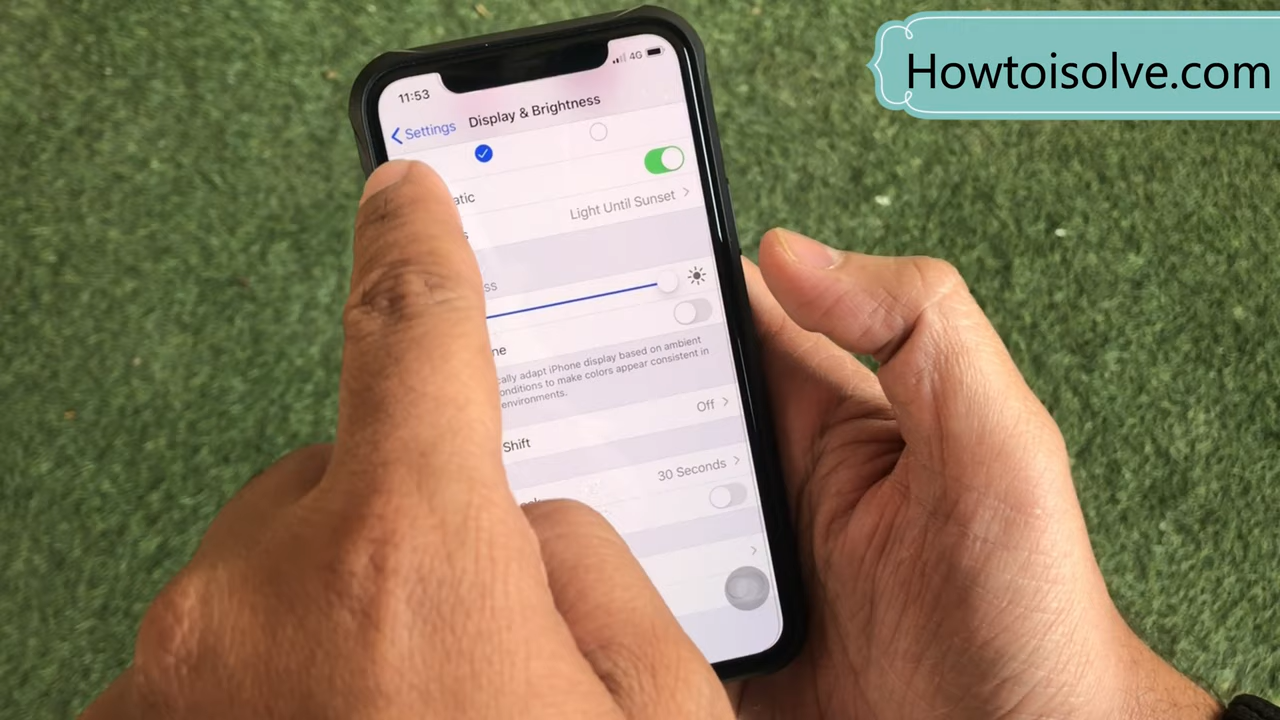 Howtoisolve.com
11:53
4G
Settings
Display & Brightness
atic
Light Until Sunset
s
ss
ne
cally adapt iPhone display based on ambient
onditions to make colors appear consistent in
environments.
Shift
Off
30 Seconds